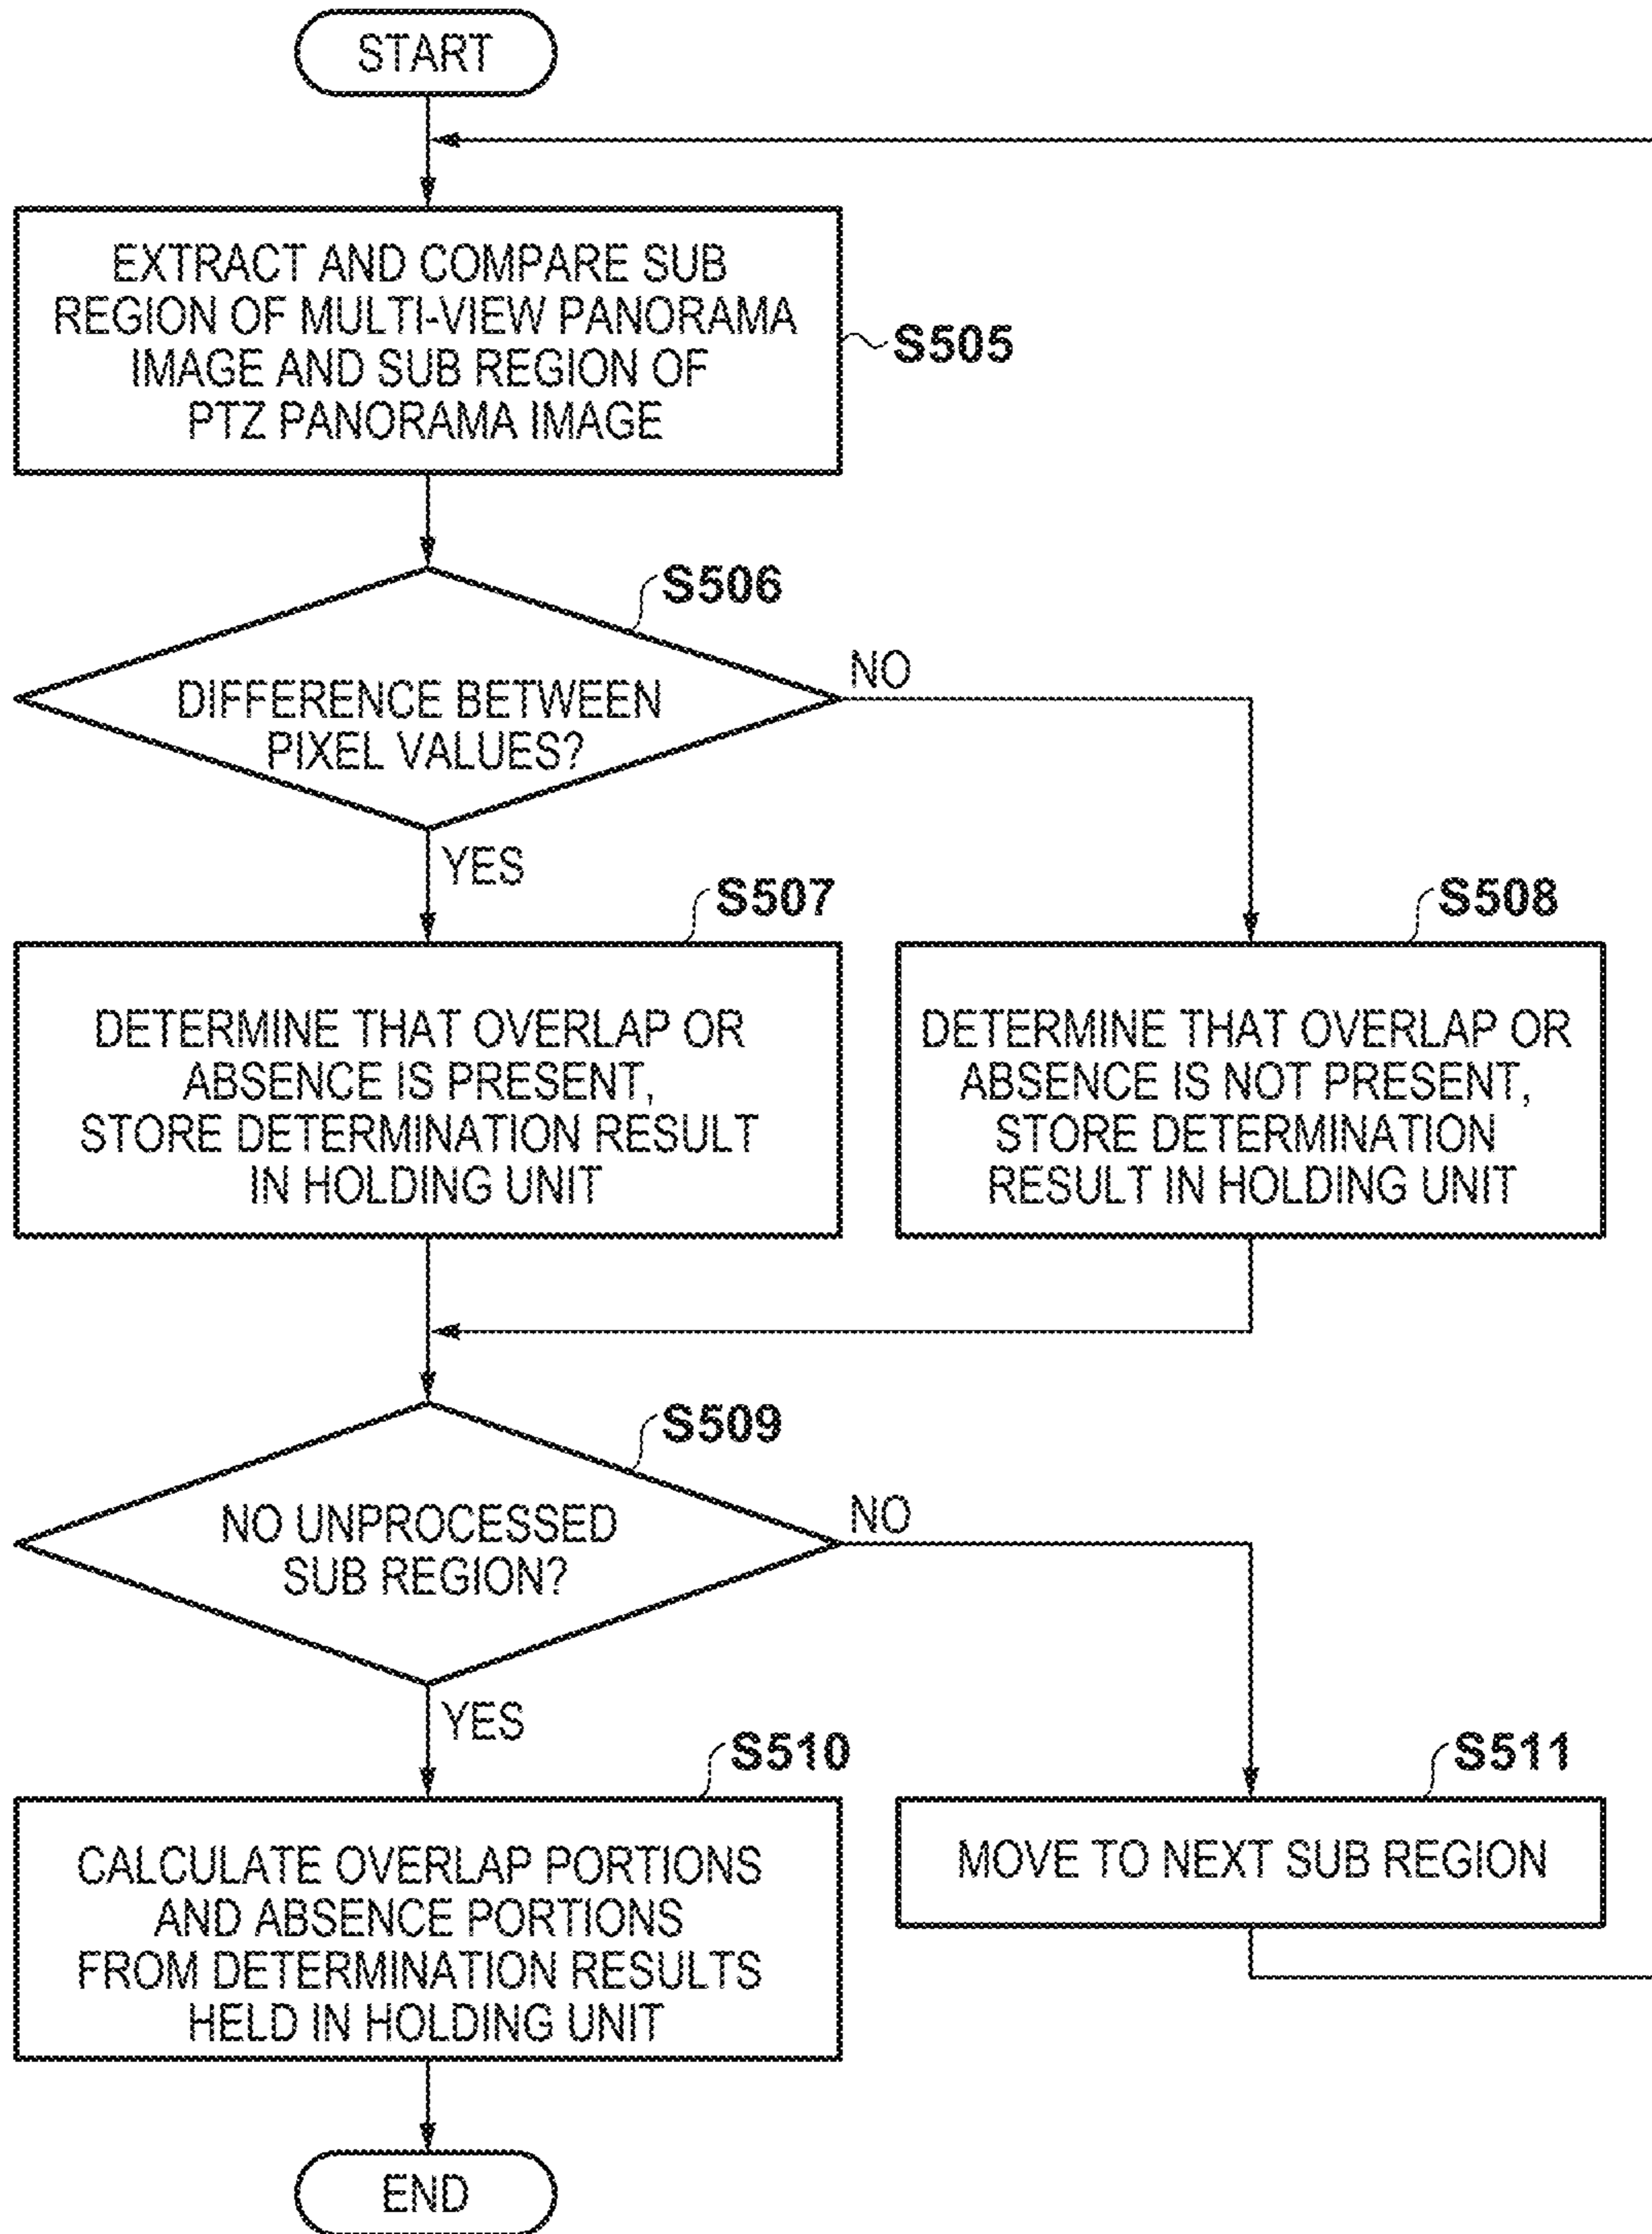 START
EXTRACT AND COMPARE SUB
REGION OF MULTI-VIEW PANORAMA
IMAGE AND SUB REGION OF
PTZ PANORAMA IMAGE
S505
S506
DIFFERENCE BETWEEN
PIXEL VALUES?
NO
YES
S507
DETERMINE THAT OVERLAP OR
ABSENCE IS PRESENT,
STORE DETERMINATION RESULT
IN HOLDING UNIT
S508
DETERMINE THAT OVERLAP OR
ABSENCE IS NOT PRESENT,
STORE DETERMINATION
RESULT IN HOLDING UNIT
S509
NO UNPROCESSED
SUB REGION?
NO
YES
S510
CALCULATE OVERLAP PORTIONS
AND ABSENCE PORTIONS
FROM DETERMINATION RESULTS
HELD IN HOLDING UNIT
S511
MOVE TO NEXT SUB REGION
END